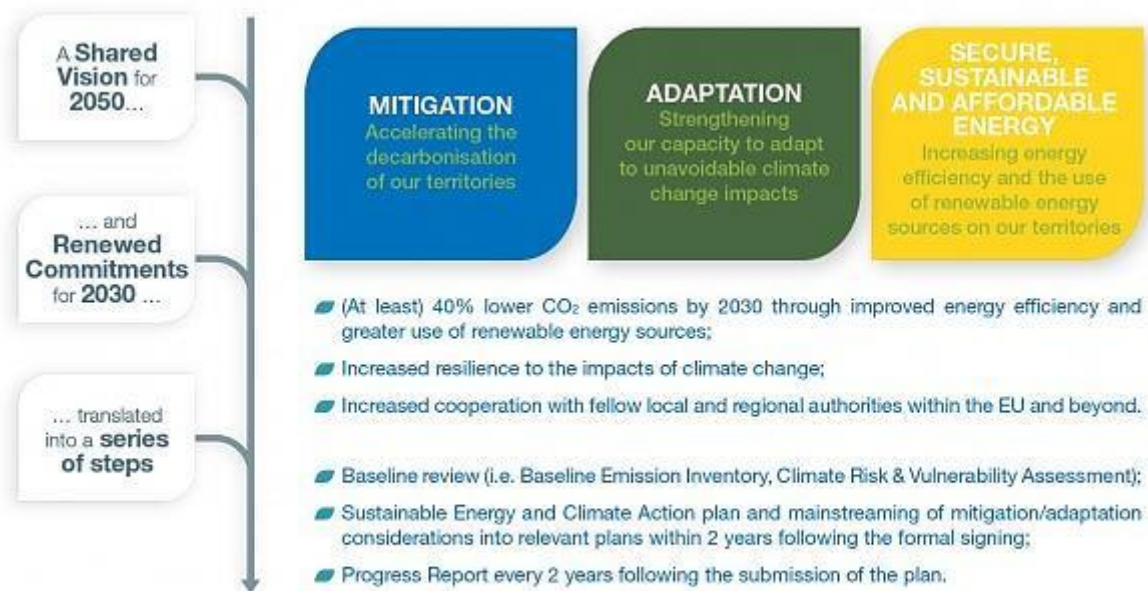 A Shared
Vision for
2050...
MITIGATION
Accelerating the
decarbonisation
of our territories
ADAPTATION
Strengthening
our capacity to adapt
to unavoidable climate
change impacts
SECURE,
SUSTAINABLE
AND AFFORDABLE
ENERGY
Increasing energy
efficiency and the use
of renewable energy
sources on our territories
... and
Renewed
Commitments
for 2030 ...
(At least) 40% lower CO₂ emissions by 2030 through improved energy efficiency and
greater use of renewable energy sources;
Increased resilience to the impacts of climate change;
Increased cooperation with fellow local and regional authorities within the EU and beyond.
... translated
into a series
of steps
Baseline review (i.e. Baseline Emission Inventory, Climate Risk & Vulnerability Assessment);
Sustainable Energy and Climate Action plan and mainstreaming of mitigation/adaptation
considerations into relevant plans within 2 years following the formal signing;
Progress Report every 2 years following the submission of the plan.